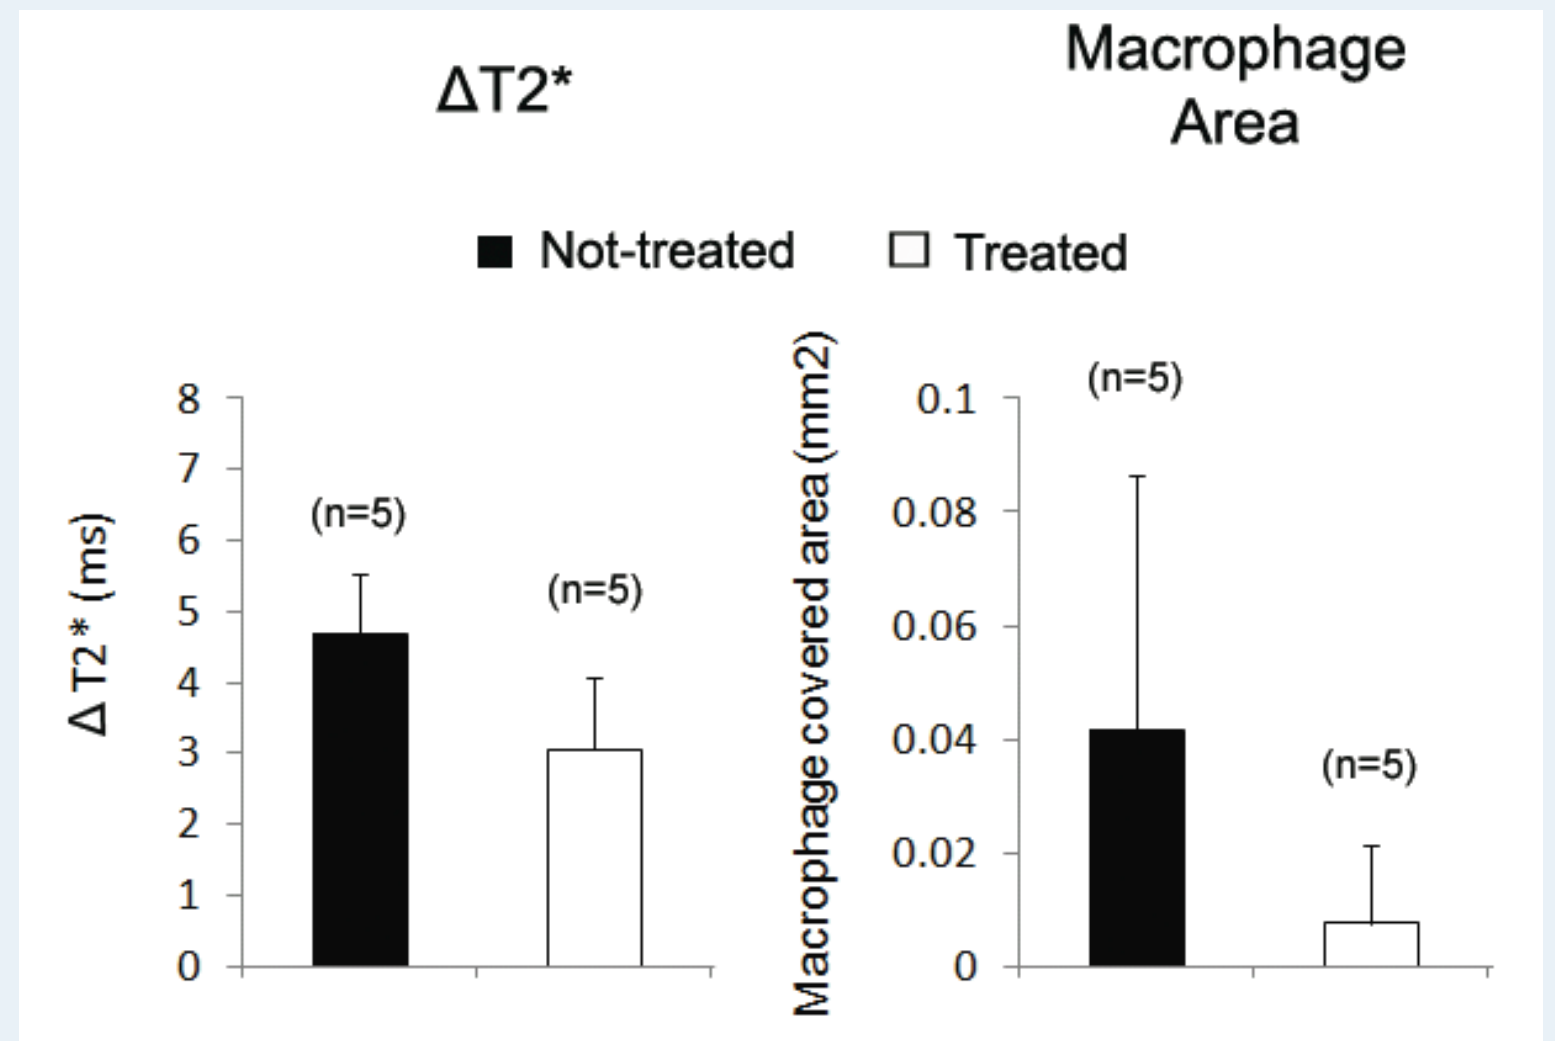 ΔT2*
Macrophage
Area
Not-treated
Treated
Δ T2* (ms)
8
7
6
5
4
3
2
1
0
(n=5)
(n=5)
Macrophage covered area (mm2)
0.1
0.08
0.06
0.04
0.02
0
(n=5)
(n=5)